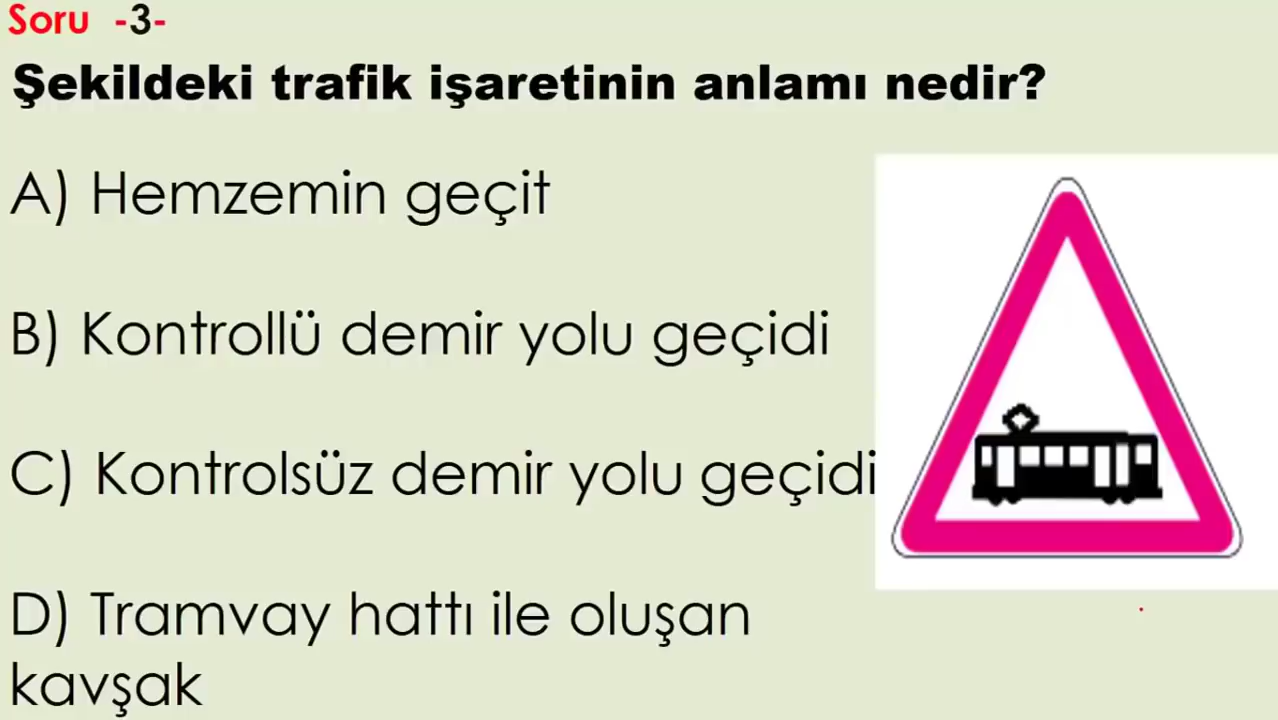 Soru -3-
Şekildeki trafik işaretinin anlamı nedir?
A) Hemzemin geçit
B) Kontrollü demir yolu geçidi
C) Kontrolsüz demir yolu geçidi
D) Tramvay hattı ile oluşan
kavşak